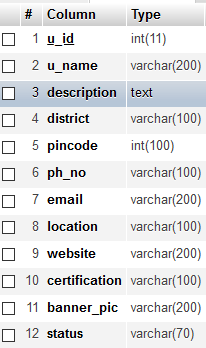 # Column Type
1 u_id int(11)
2 u_name varchar(200)
3 description text
4 district varchar(100)
5 pincode int(100)
6 ph_no varchar(100)
7 email varchar(200)
8 location varchar(100)
9 website varchar(200)
10 certification varchar(100)
11 banner_pic varchar(200)
12 status varchar(70)